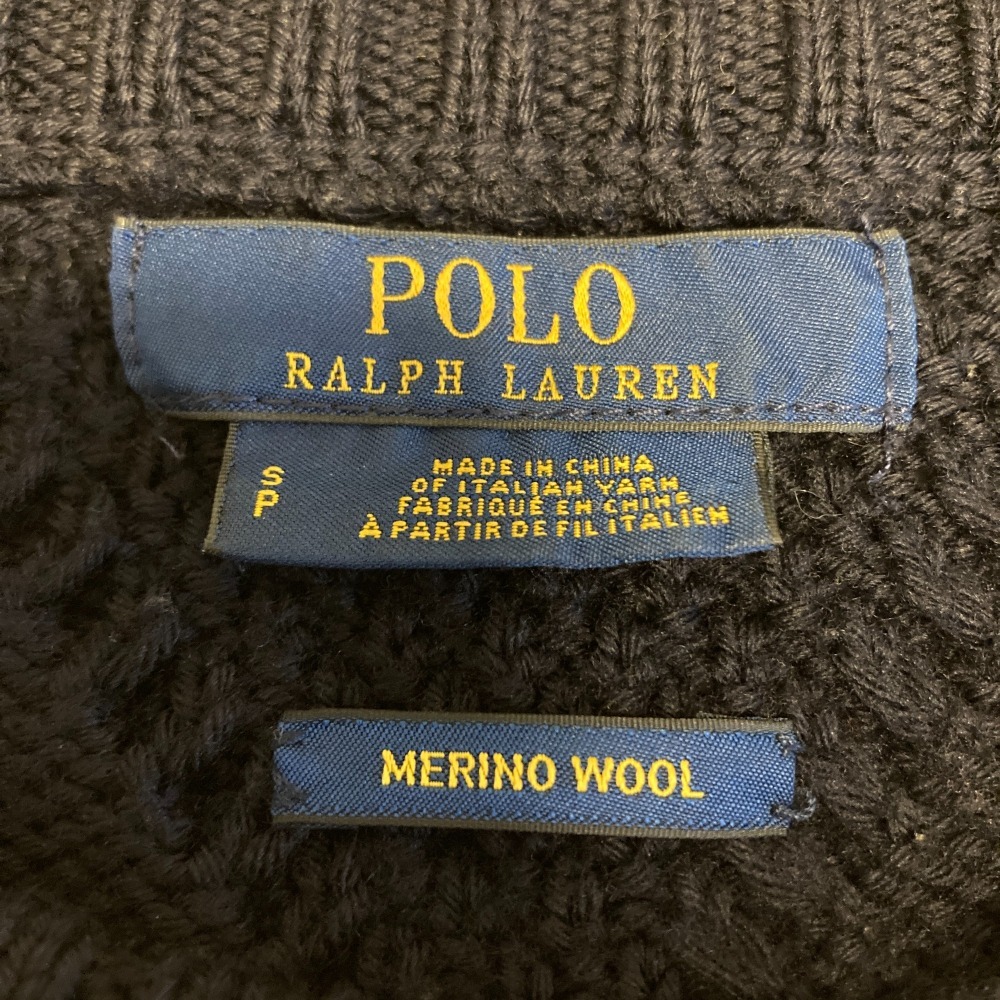 POLO
RALPH LAUREN
S
P
MADE IN CHINA
OF ITALIAN YARN
FABRIQUÉ EN CHINE
À PARTIR DE FIL ITALIEN
MERINO WOOL